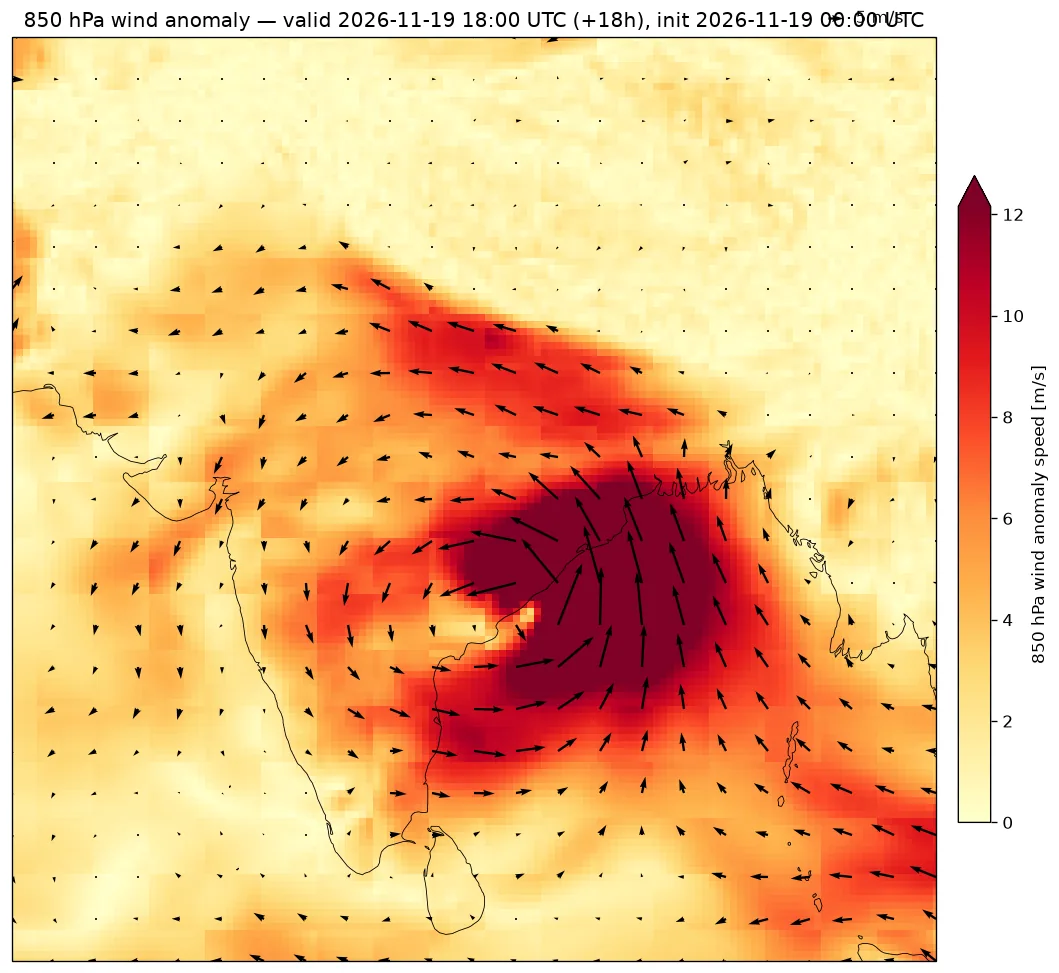 850 hPa wind anomaly — valid 2026-11-19 18:00 UTC (+18h), init 2026-11-19 00:00 UTC
5 m/s
12
10
8
6
4
2
0
850 hPa wind anomaly speed [m/s]